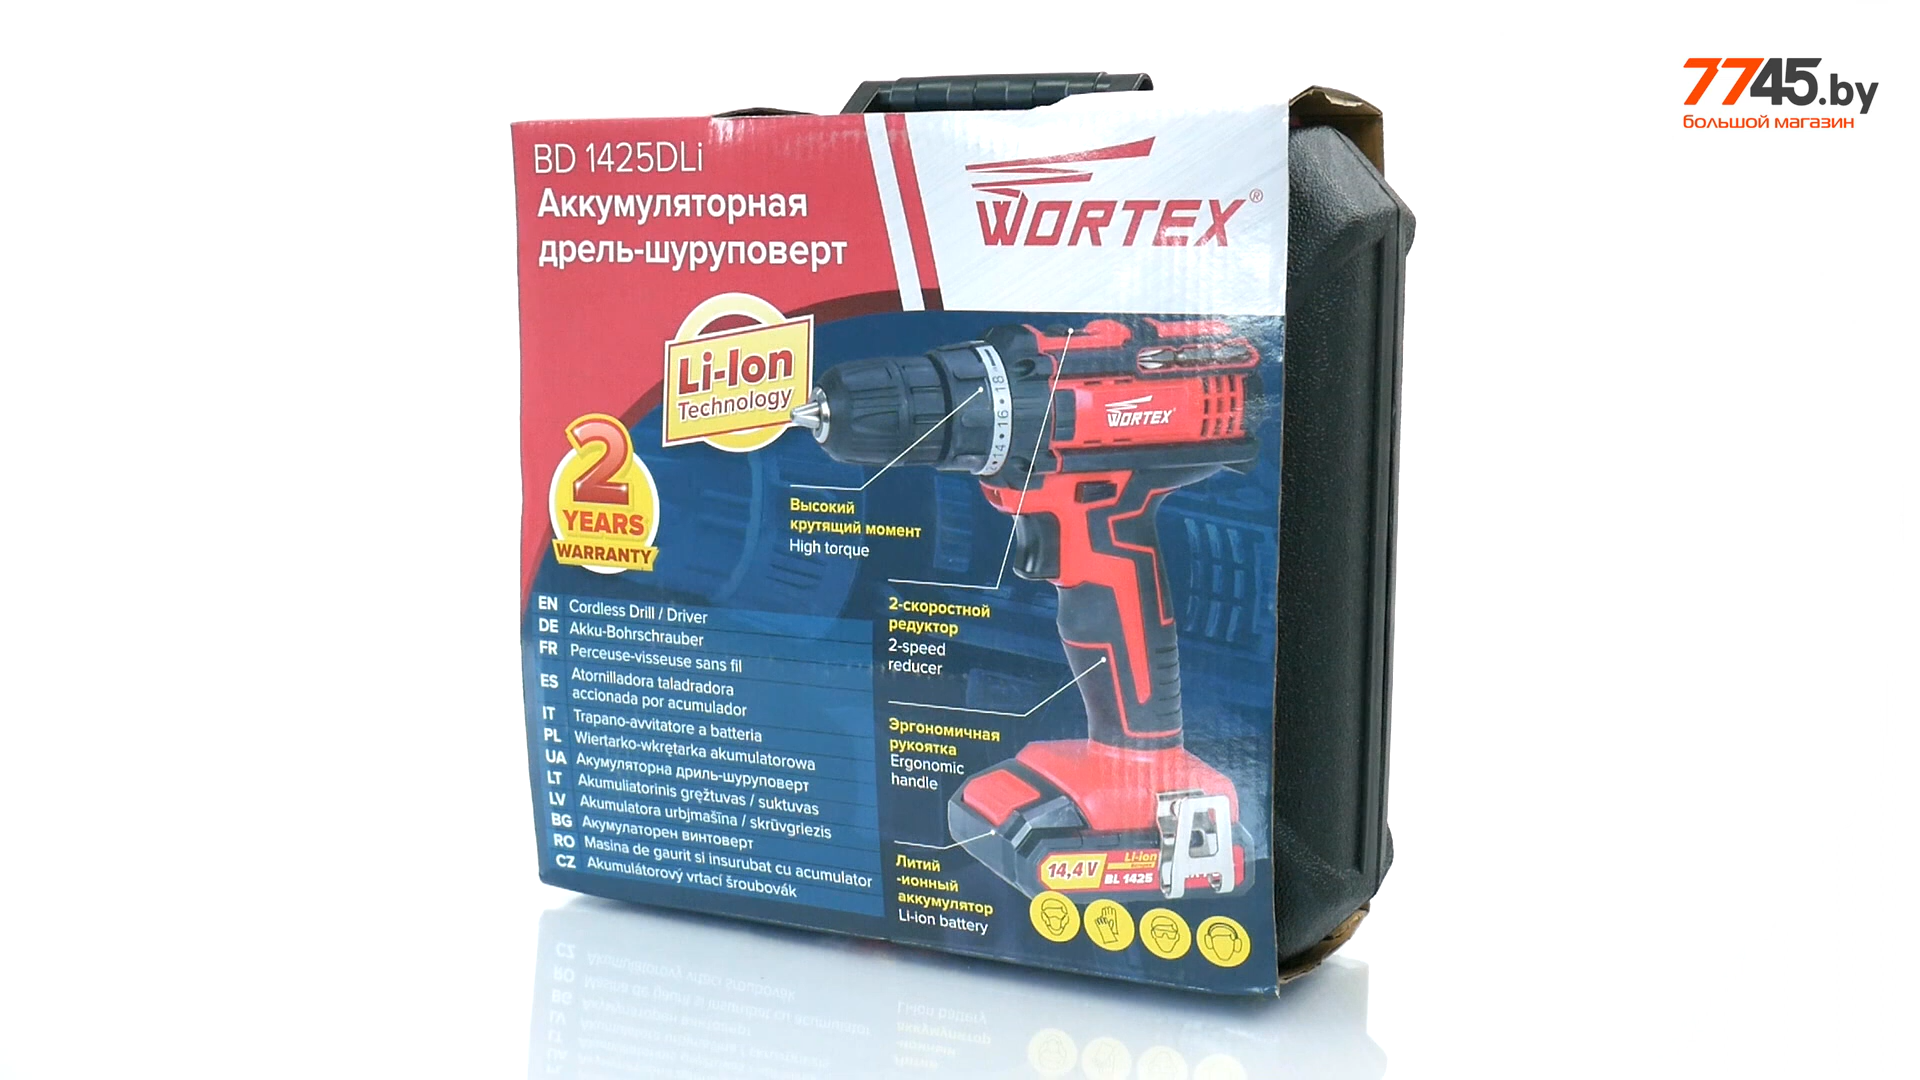 7745.by
большой магазин
BD 1425DLi
Аккумуляторная
дрель-шуруповерт
WORTEX®
Li-Ion
Technology
2
YEARS
WARRANTY
18 • 16 • 14
WORTEX
Высокий
крутящий момент
High torque
2-скоростной
редуктор
2-speed
reducer
Эргономичная
рукоятка
Ergonomic
handle
Литий
-ионный
аккумулятор
Li-ion battery
14,4 V
Li-Ion
BL 1425
EN Cordless Drill / Driver
DE Akku-Bohrschrauber
FR Perceuse-visseuse sans fil
ES Atornilladora taladradora
accionada por acumulador
IT Trapano-avvitatore a batteria
PL Wiertarko-wkrętarka akumulatorowa
UA Акумуляторна дриль-шуруповерт
LT Akumuliatorinis gręžtuvas / suktuvas
LV Akumulatora urbjmašīna / skrūvgriezis
BG Акумулаторен винтоверт
RO Masina de gaurit si insurubat cu acumulator
CZ Akumulátorový vrtací šroubovák